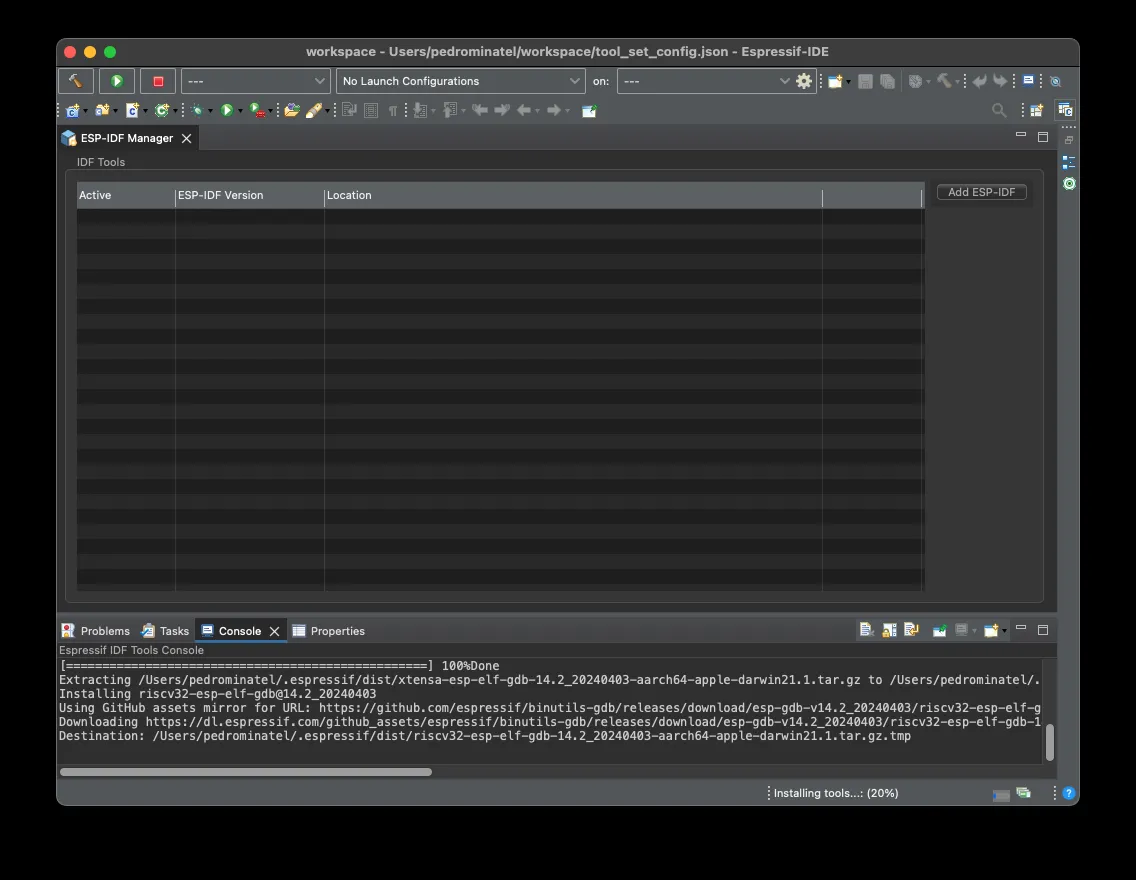 workspace - Users/pedrominatel/workspace/tool_set_config.json - Espressif-IDE
--- No Launch Configurations on: ---
ESP-IDF Manager
IDF Tools
Active ESP-IDF Version Location Add ESP-IDF
Problems Tasks Console Properties
Espressif IDF Tools Console
[==================================================] 100%Done
Extracting /Users/pedrominatel/.espressif/dist/xtensa-esp-elf-gdb-14.2_20240403-aarch64-apple-darwin21.1.tar.gz to /Users/pedrominatel/.
Installing riscv32-esp-elf-gdb@14.2_20240403
Using GitHub assets mirror for URL: https://github.com/espressif/binutils-gdb/releases/download/esp-gdb-v14.2_20240403/riscv32-esp-elf-g
Downloading https://dl.espressif.com/github_assets/espressif/binutils-gdb/releases/download/esp-gdb-v14.2_20240403/riscv32-esp-elf-gdb-1
Destination: /Users/pedrominatel/.espressif/dist/riscv32-esp-elf-gdb-14.2_20240403-aarch64-apple-darwin21.1.tar.gz.tmp
Installing tools...: (20%)